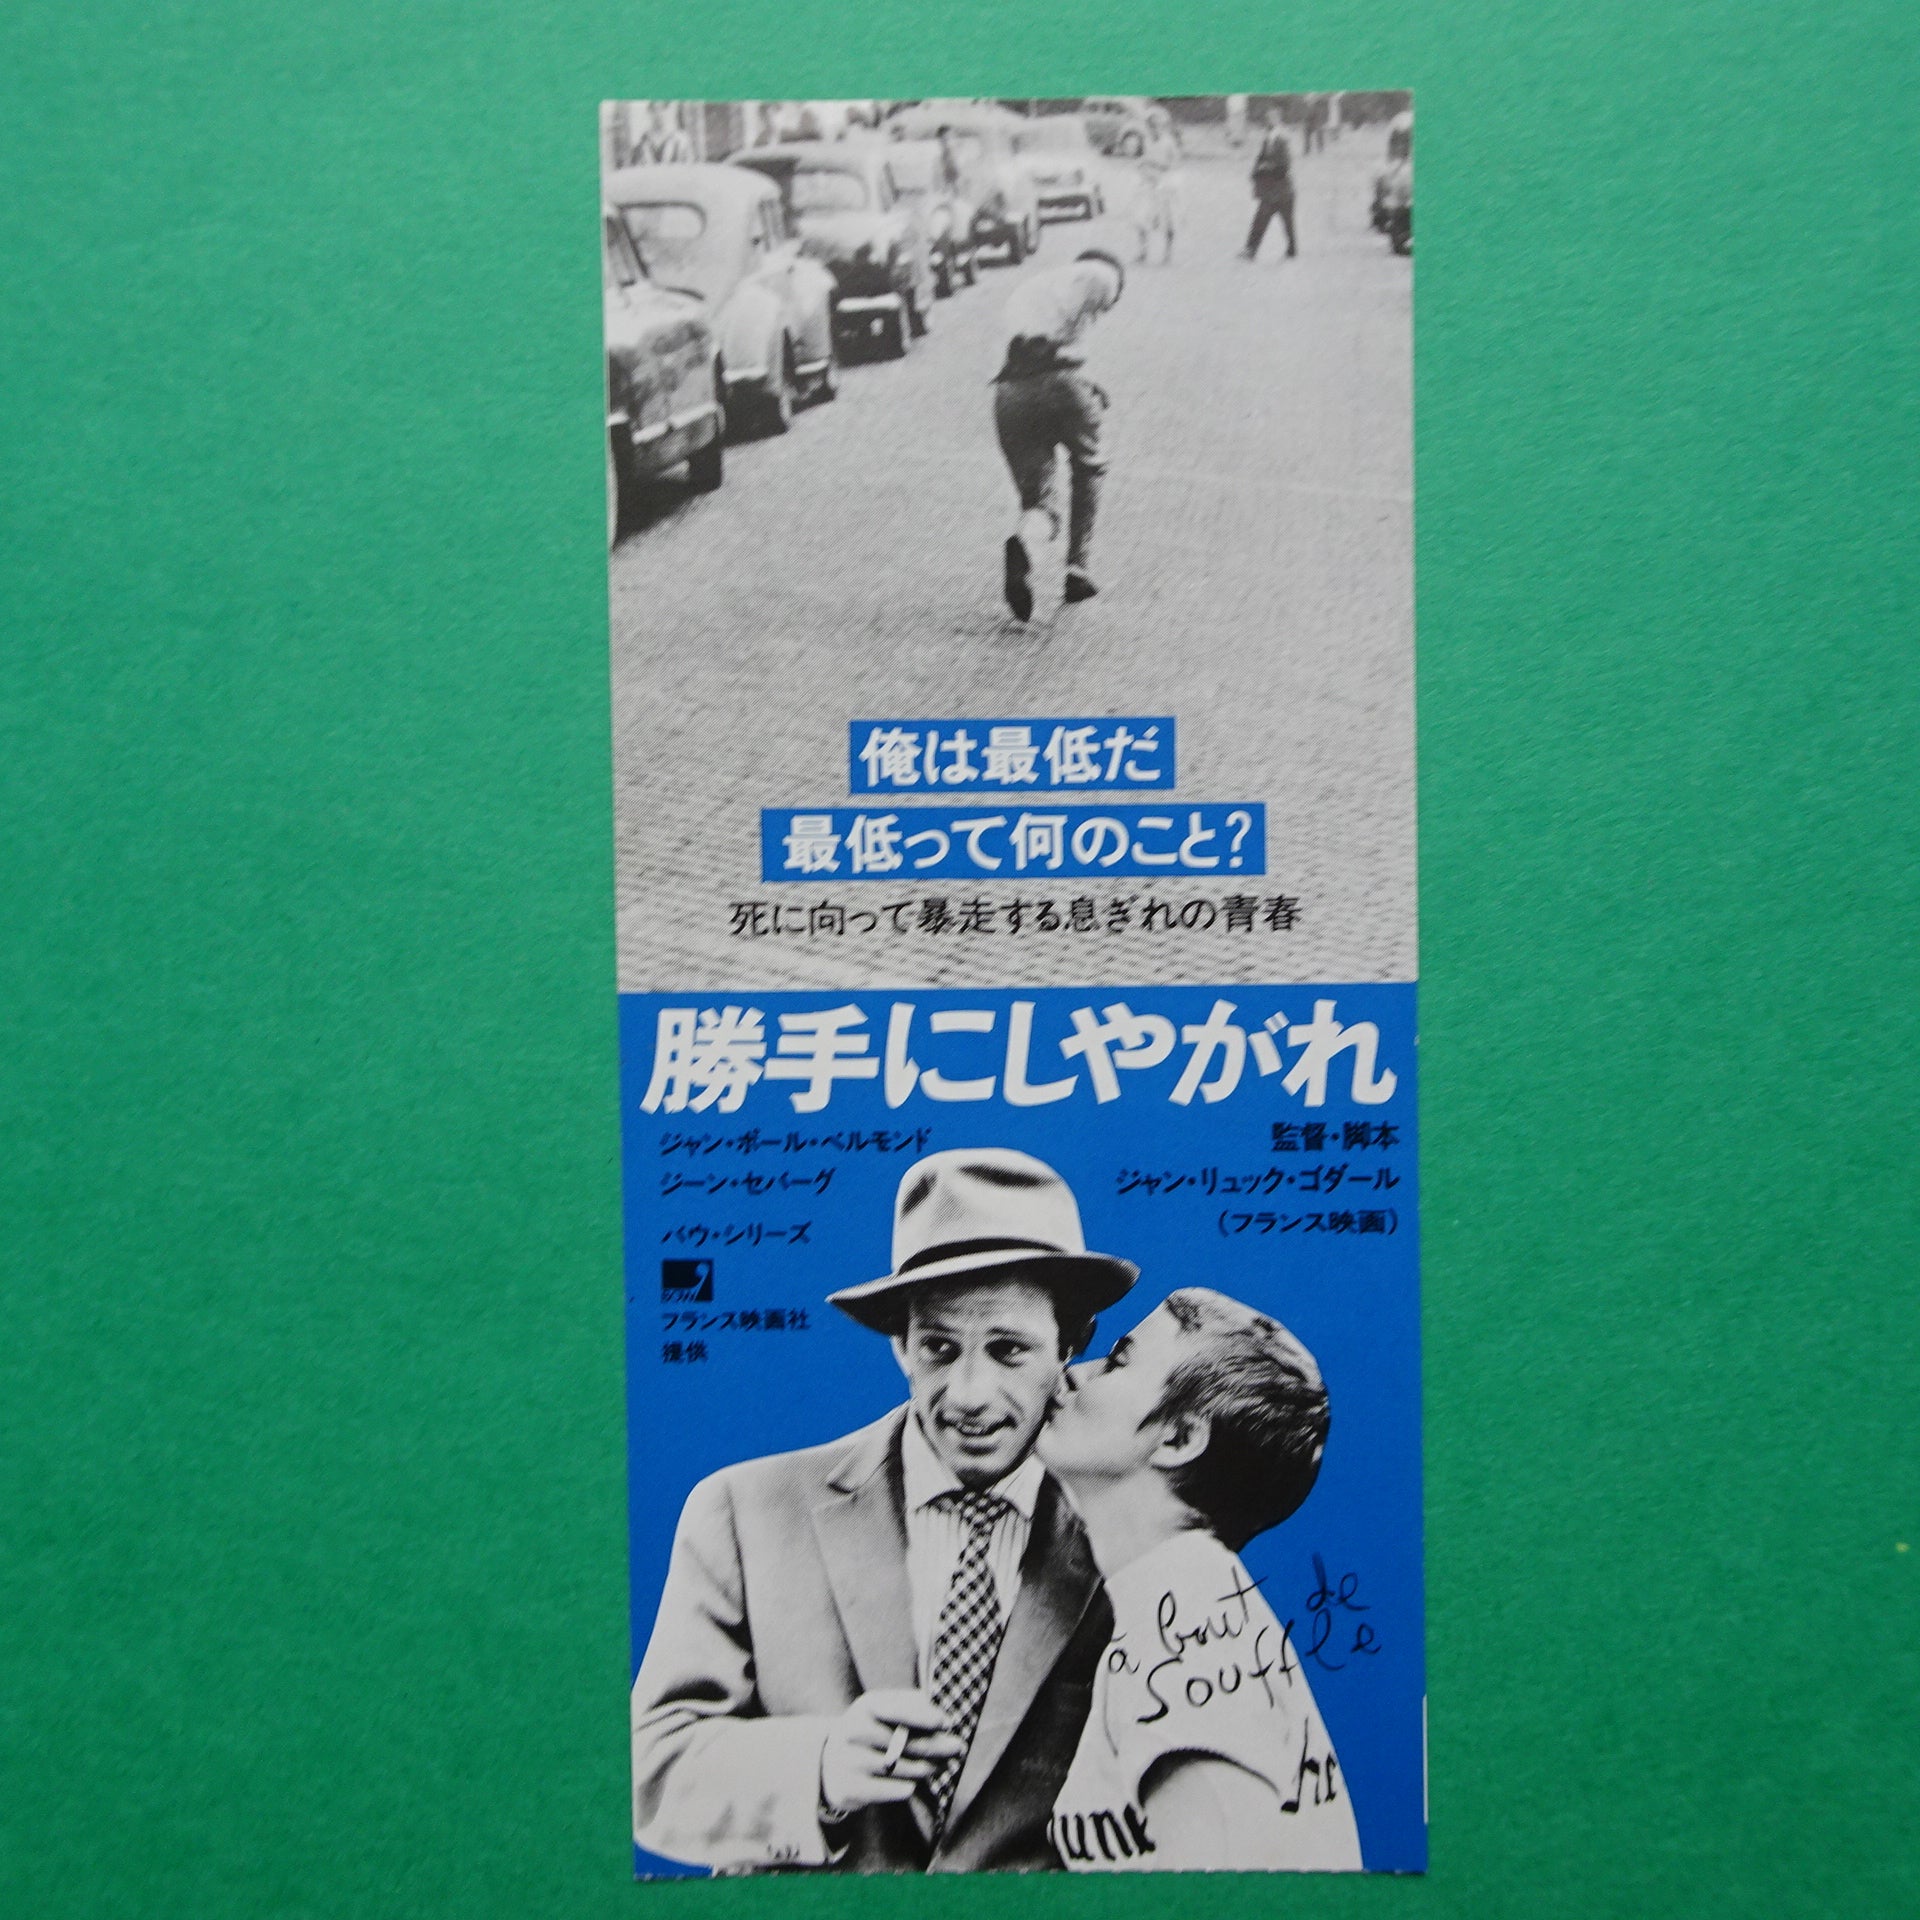 俺は最低だ
最低って何のこと?
死に向って暴走する息ぎれの青春
勝手にしやがれ
ジャン・ポール・ベルモンド
ジーン・セバーグ
監督・脚本
ジャン・リュック・ゴダール
(フランス映画)
バウ・シリーズ
BOW
フランス映画社
提供
à bout de
souffle
une
he